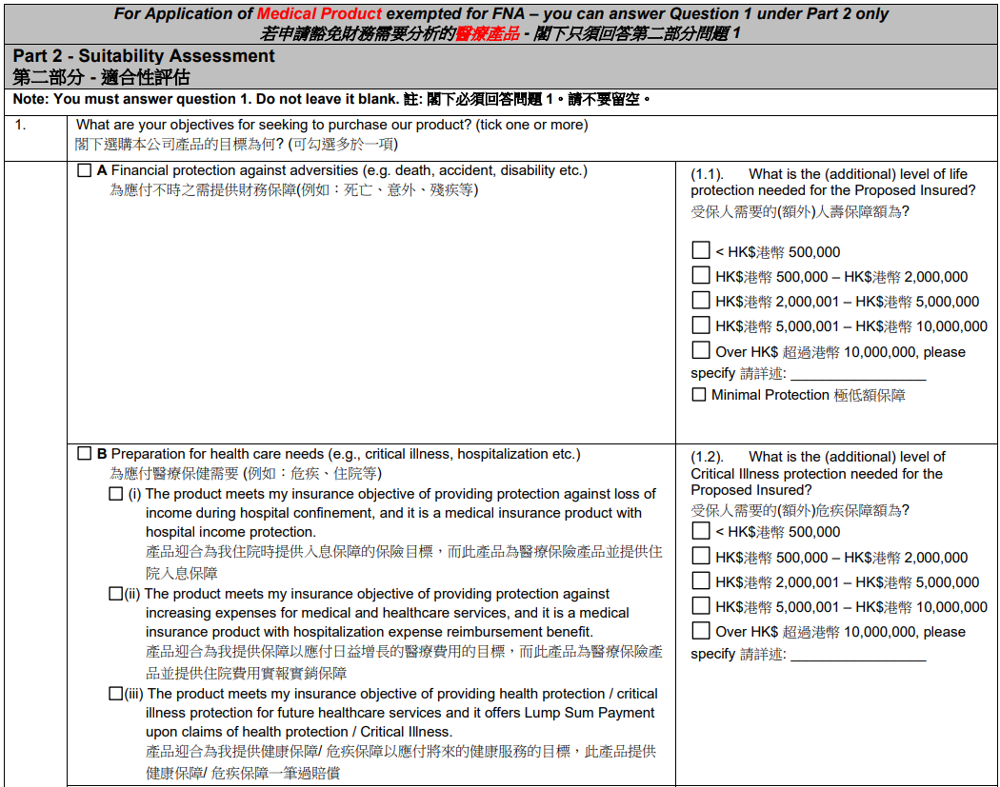 For Application of Medical Product exempted for FNA – you can answer Question 1 under Part 2 only
若申請豁免財務需要分析的醫療產品 - 閣下只須回答第二部分問題 1
Part 2 - Suitability Assessment
第二部分 - 適合性評估
Note: You must answer question 1. Do not leave it blank. 註: 閣下必須回答問題 1。請不要留空。
1.
What are your objectives for seeking to purchase our product? (tick one or more)
閣下選購本公司產品的目標為何? (可勾選多於一項)
A Financial protection against adversities (e.g. death, accident, disability etc.)
為應付不時之需提供財務保障(例如：死亡、意外、殘疾等)
(1.1). What is the (additional) level of life
protection needed for the Proposed Insured?
受保人需要的(額外)人壽保障額為?
< HK$港幣 500,000
HK$港幣 500,000 – HK$港幣 2,000,000
HK$港幣 2,000,001 – HK$港幣 5,000,000
HK$港幣 5,000,001 – HK$港幣 10,000,000
Over HK$ 超過港幣 10,000,000, please
specify 請詳述: _________________
Minimal Protection 極低額保障
B Preparation for health care needs (e.g., critical illness, hospitalization etc.)
為應付醫療保健需要 (例如：危疾、住院等)
(i) The product meets my insurance objective of providing protection against loss of
income during hospital confinement, and it is a medical insurance product with
hospital income protection.
產品迎合為我住院時提供入息保障的保險目標，而此產品為醫療保險產品並提供住
院入息保障
(ii) The product meets my insurance objective of providing protection against
increasing expenses for medical and healthcare services, and it is a medical
insurance product with hospitalization expense reimbursement benefit.
產品迎合為我提供保障以應付日益增長的醫療費用的目標，而此產品為醫療保險產
品並提供住院費用實報實銷保障
(iii) The product meets my insurance objective of providing health protection / critical
illness protection for future healthcare services and it offers Lump Sum Payment
upon claims of health protection / Critical Illness.
產品迎合為我提供健康保障/ 危疾保障以應付將來的健康服務的目標，此產品提供
健康保障/ 危疾保障一筆過賠償
(1.2). What is the (additional) level of
Critical Illness protection needed for the
Proposed Insured?
受保人需要的(額外)危疾保障額為?
< HK$港幣 500,000
HK$港幣 500,000 – HK$港幣 2,000,000
HK$港幣 2,000,001 – HK$港幣 5,000,000
HK$港幣 5,000,001 – HK$港幣 10,000,000
Over HK$ 超過港幣 10,000,000, please
specify 請詳述: _________________